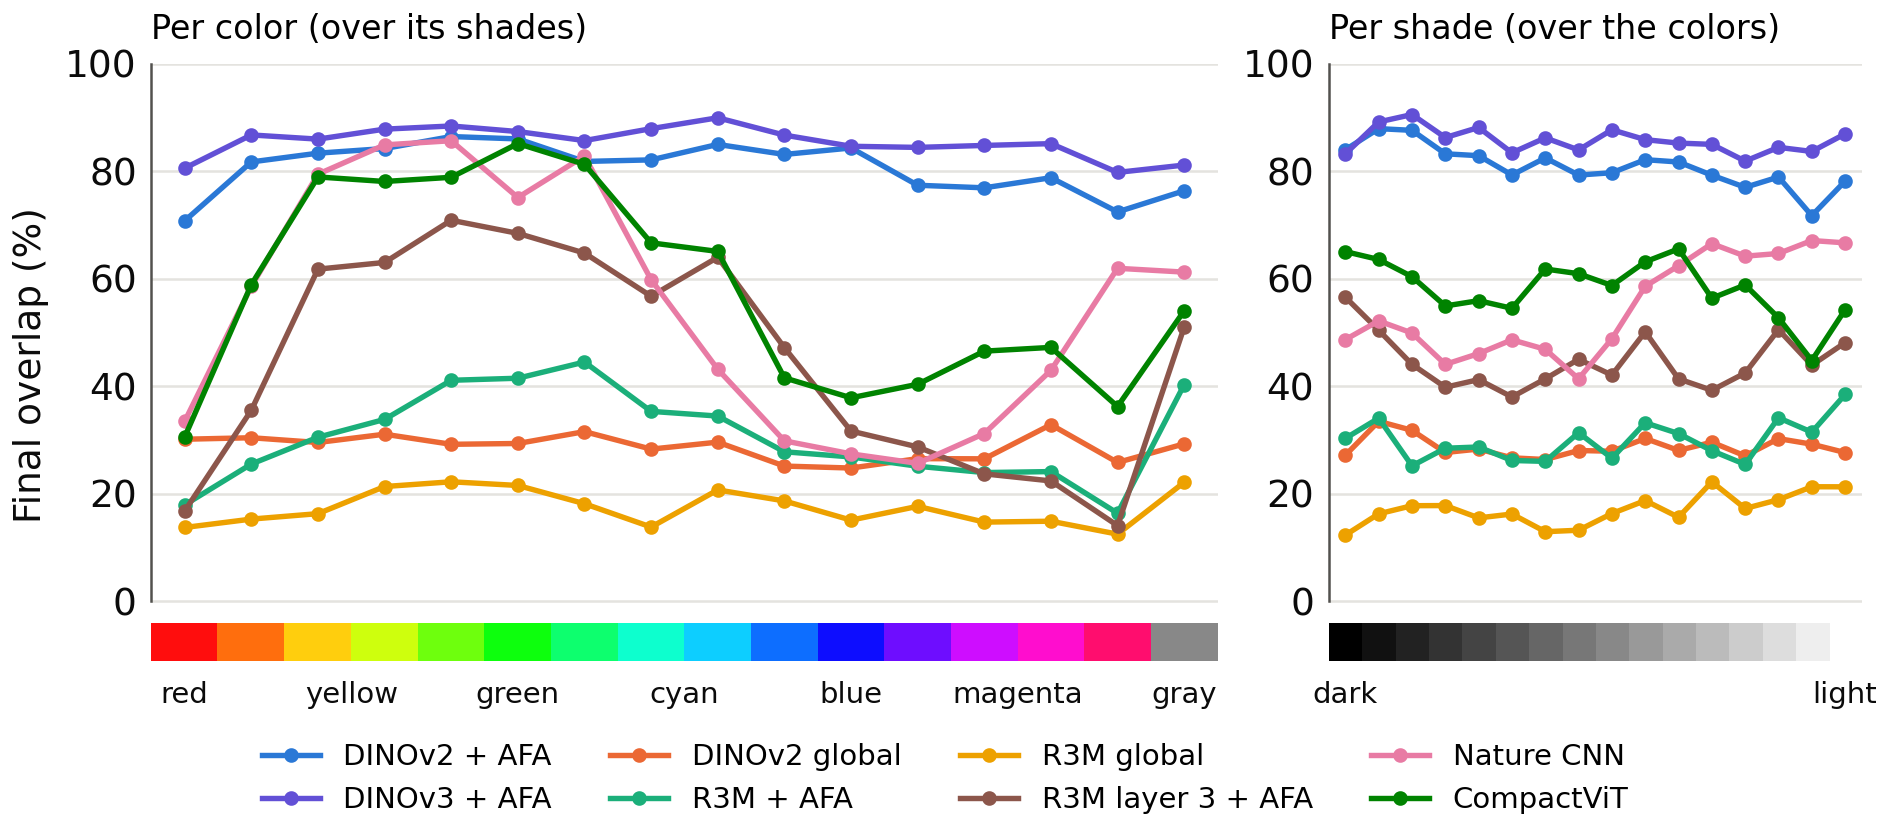 Per color (over its shades)
Per shade (over the colors)
Final overlap (%)
100
80
60
40
20
0
100
80
60
40
20
0
red yellow green cyan blue magenta gray
dark light
DINOv2 + AFA DINOv2 global R3M global Nature CNN
DINOv3 + AFA R3M + AFA R3M layer 3 + AFA CompactViT